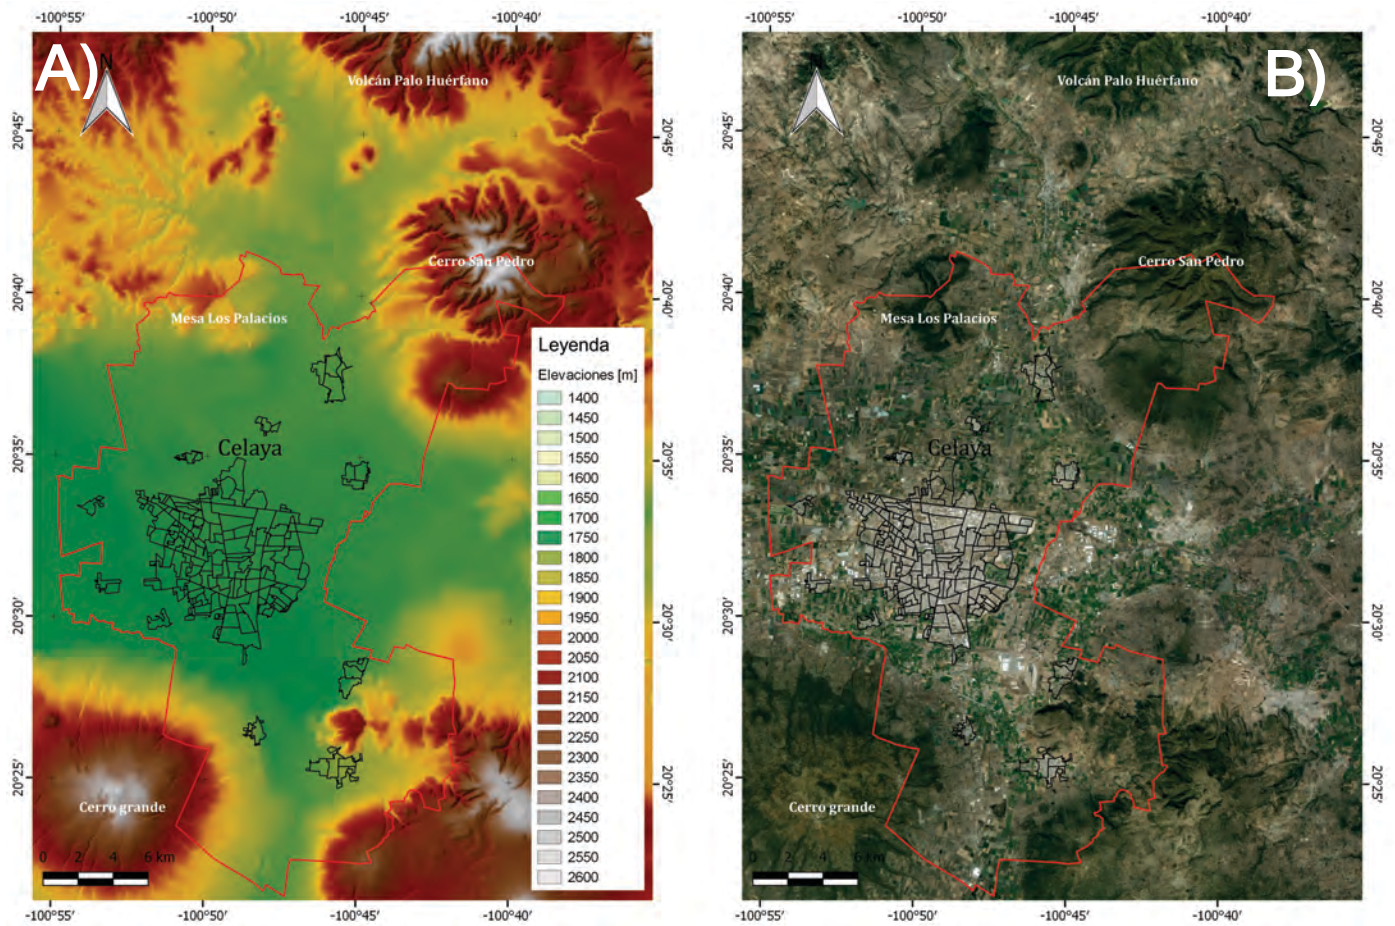 -100°55′ -100°50′ -100°45′ -100°40′
A)
N
Volcán Palo Huérfano
20°45′ 20°45′
Cerro San Pedro
20°40′ 20°40′
Mesa Los Palacios
Celaya
20°35′ 20°35′
20°30′ 20°30′
20°25′ 20°25′
Cerro grande
0 2 4 6 km
-100°55′ -100°50′ -100°45′ -100°40′
Leyenda
Elevaciones [m]
1400
1450
1500
1550
1600
1650
1700
1750
1800
1850
1900
1950
2000
2050
2100
2150
2200
2250
2300
2350
2400
2450
2500
2550
2600
-100°55′ -100°50′ -100°45′ -100°40′
B)
N
Volcán Palo Huérfano
20°45′ 20°45′
Cerro San Pedro
20°40′ 20°40′
Mesa Los Palacios
Celaya
20°35′ 20°35′
20°30′ 20°30′
20°25′ 20°25′
Cerro grande
0 2 4 6 km
-100°55′ -100°50′ -100°45′ -100°40′